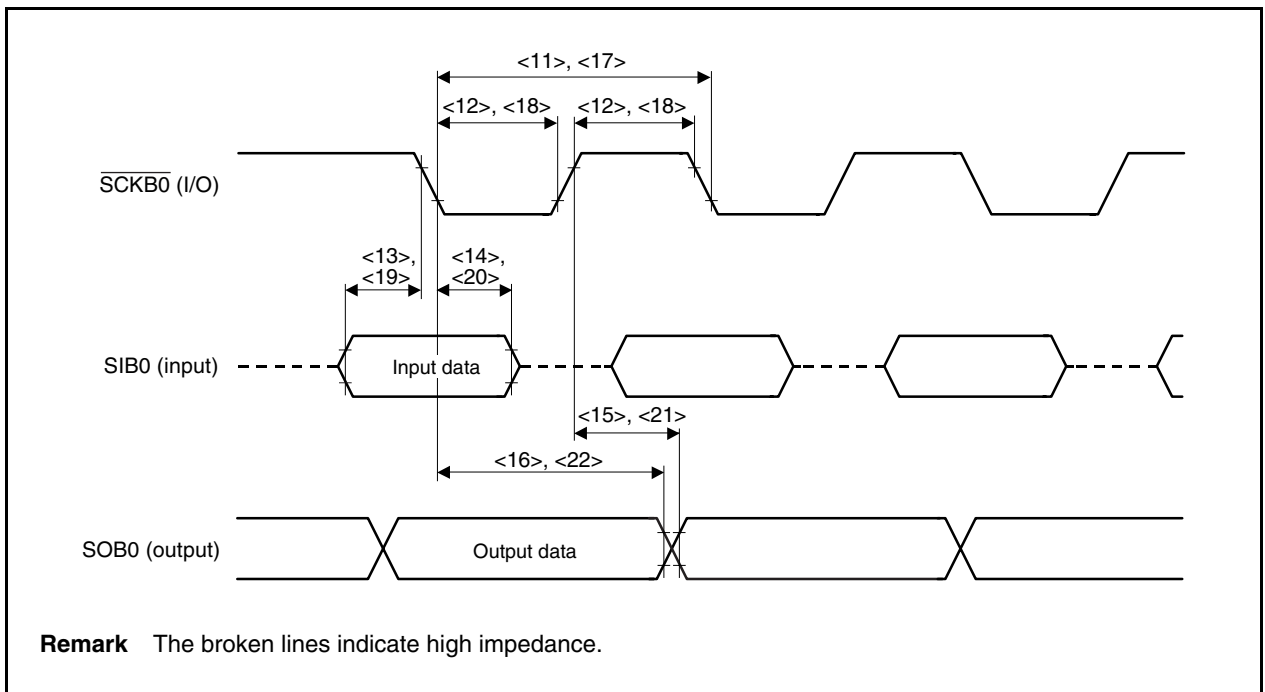 <11>, <17>
<12>, <18> <12>, <18>
SCKB0 (I/O)
<13>, <14>,
<19> <20>
SIB0 (input) Input data
<15>, <21>
<16>, <22>
SOB0 (output) Output data
Remark The broken lines indicate high impedance.